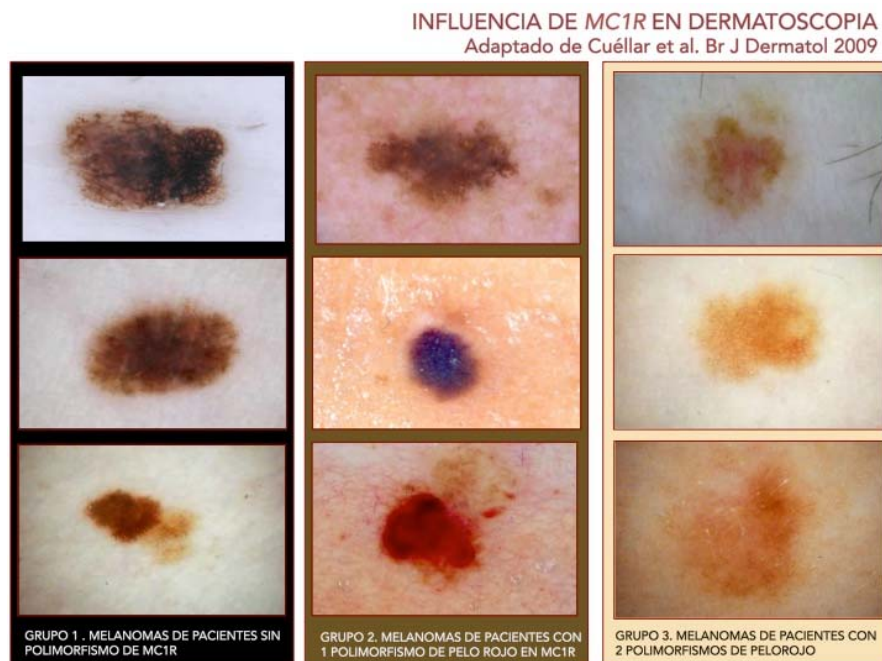 INFLUENCIA DE MC1R EN DERMATOSCOPIA
Adaptado de Cuéllar et al. Br J Dermatol 2009
GRUPO 1 . MELANOMAS DE PACIENTES SIN
POLIMORFISMO DE MC1R
GRUPO 2. MELANOMAS DE PACIENTES CON
1 POLIMORFISMO DE PELO ROJO EN MC1R
GRUPO 3. MELANOMAS DE PACIENTES CON
2 POLIMORFISMOS DE PELOROJO